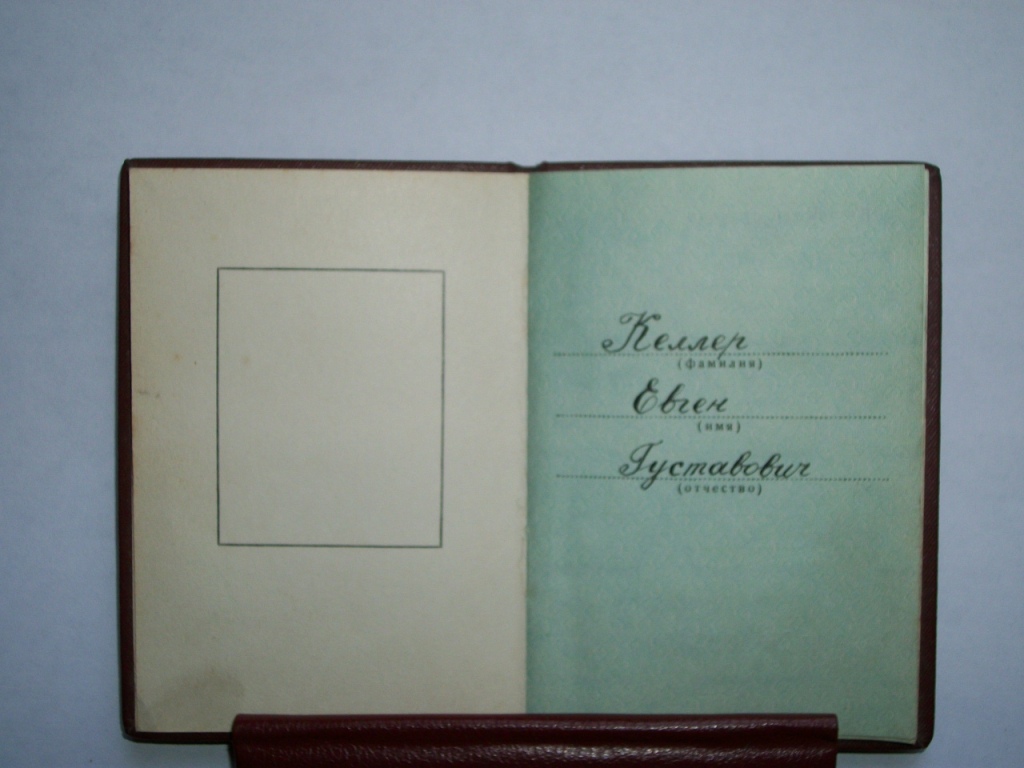 Келлер
(фамилия)
Евген
(имя)
Густавович
(отчество)